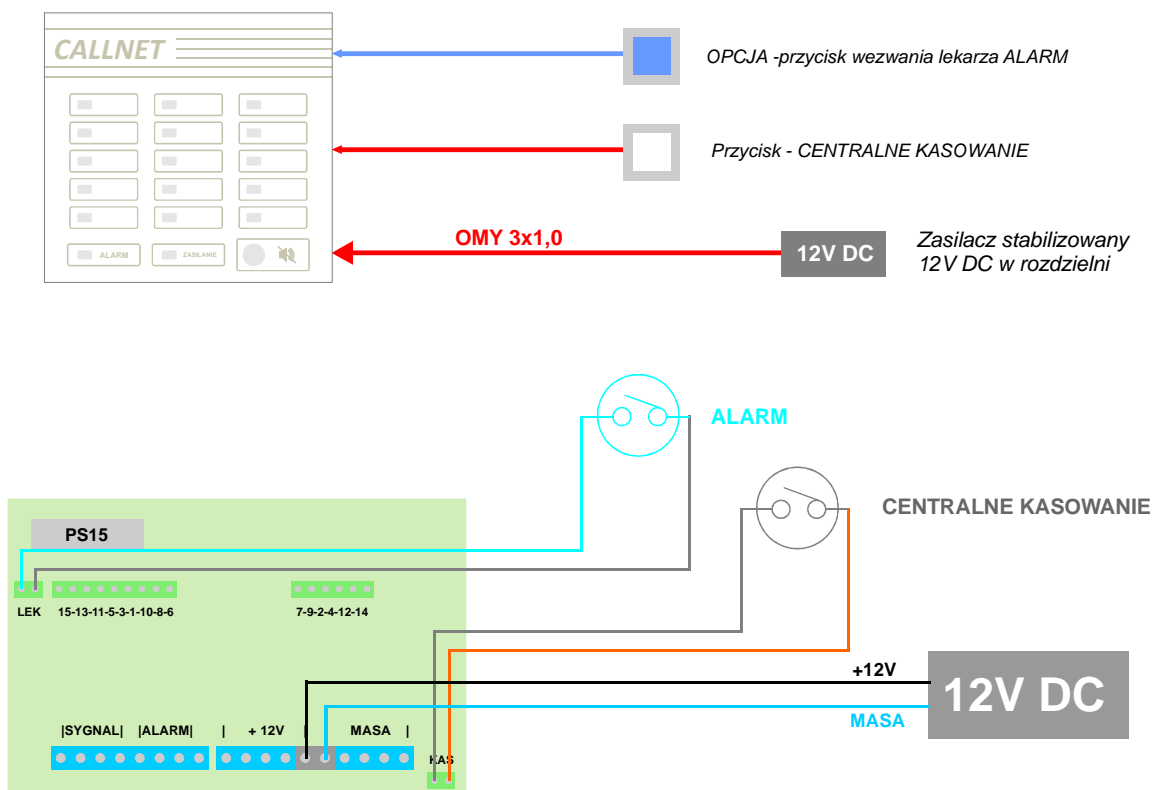 CALLNET
OPCJA -przycisk wezwania lekarza ALARM
Przycisk - CENTRALNE KASOWANIE
ALARM
ZASILANIE
OMY 3x1,0
12V DC
Zasilacz stabilizowany
12V DC w rozdzielni
ALARM
CENTRALNE KASOWANIE
PS15
LEK
15-13-11-5-3-1-10-8-6
7-9-2-4-12-14
+12V
12V DC
MASA
|SYGNAL| |ALARM| | + 12V | MASA |
KAS